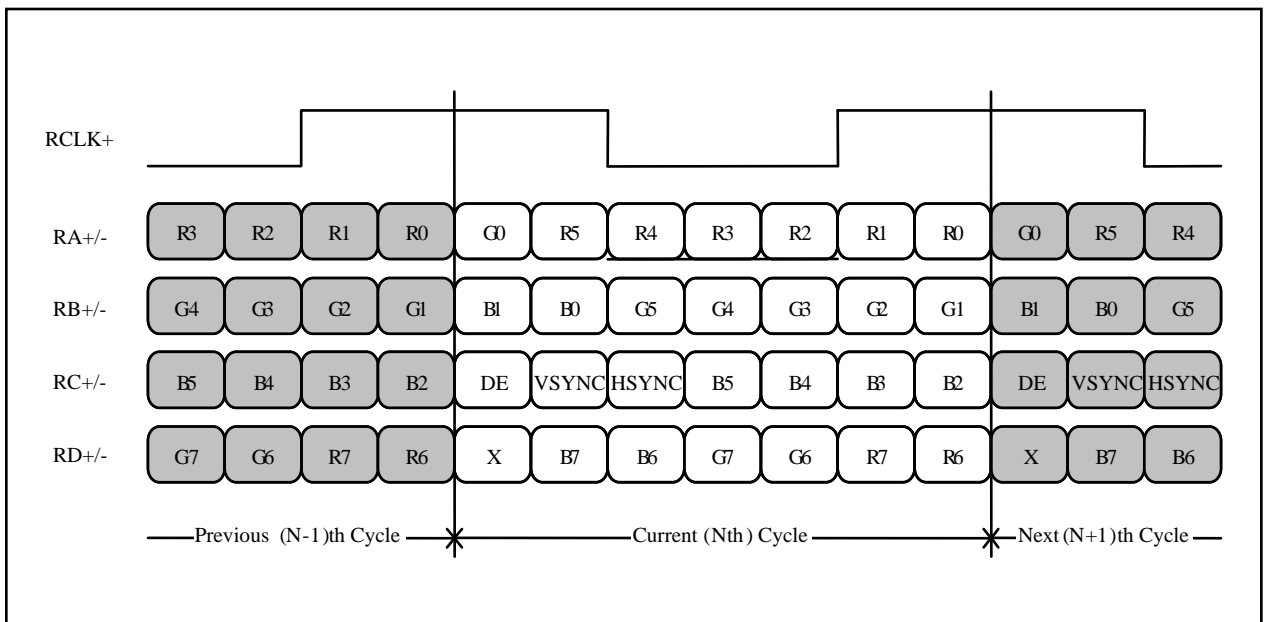 RCLK+
RA+/- R3 R2 R1 R0 G0 R5 R4 R3 R2 R1 R0 G0 R5 R4
RB+/- G4 G3 G2 G1 B1 B0 G5 G4 G3 G2 G1 B1 B0 G5
RC+/- B5 B4 B3 B2 DE VSYNC HSYNC B5 B4 B3 B2 DE VSYNC HSYNC
RD+/- G7 G6 R7 R6 X B7 B6 G7 G6 R7 R6 X B7 B6
Previous (N-1)th Cycle Current (Nth) Cycle Next (N+1)th Cycle